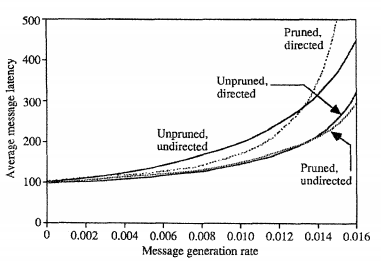 500
Pruned,
directed
400
Unpruned,
directed
300
Unpruned,
undirected
200
Pruned,
undirected
100
0
0 0.002 0.004 0.006 0.008 0.010 0.012 0.014 0.016
Message generation rate
Average message latency